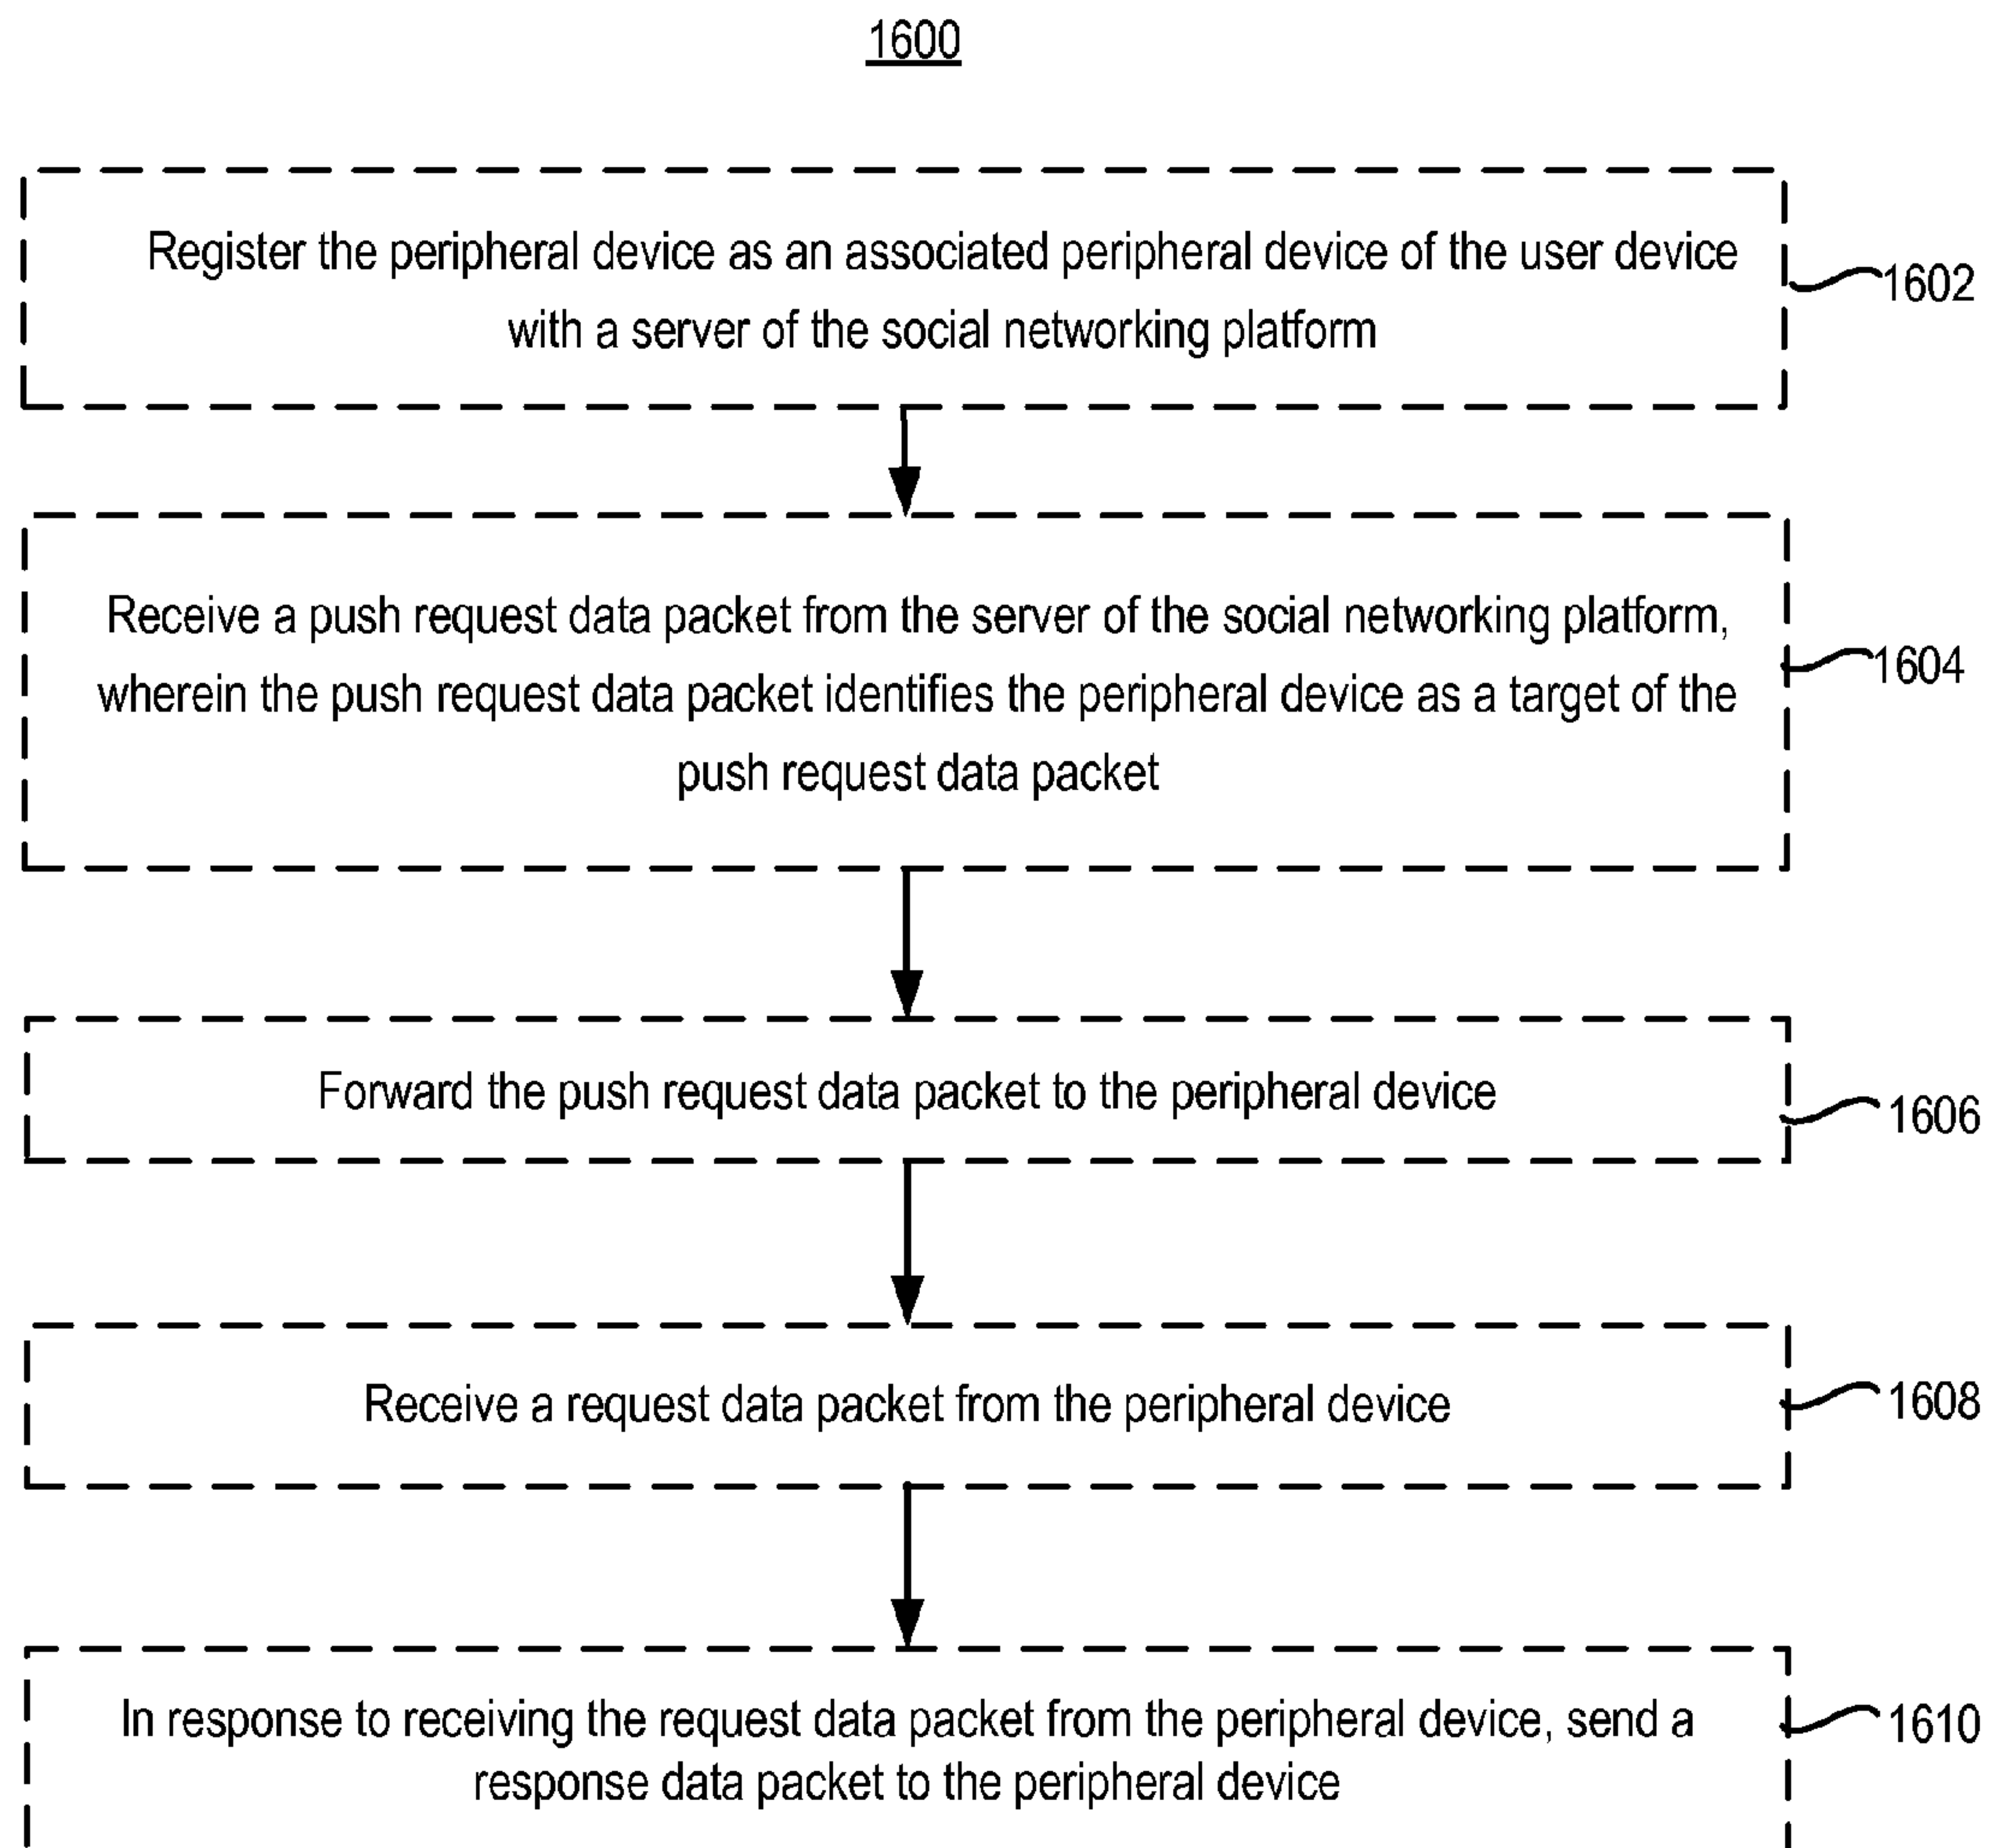 1600
Register the peripheral device as an associated peripheral device of the user device
with a server of the social networking platform
1602
Receive a push request data packet from the server of the social networking platform,
wherein the push request data packet identifies the peripheral device as a target of the
push request data packet
1604
Forward the push request data packet to the peripheral device
1606
Receive a request data packet from the peripheral device
1608
In response to receiving the request data packet from the peripheral device, send a
response data packet to the peripheral device
1610